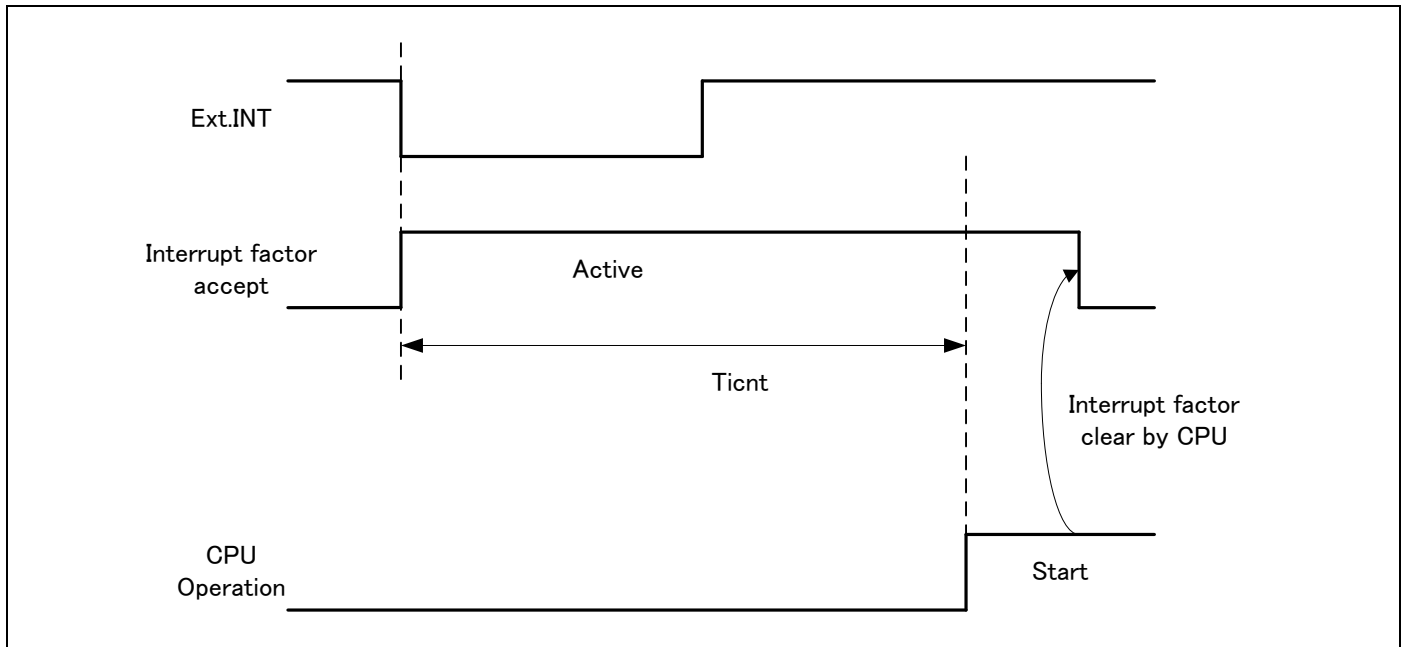 Ext.INT
Interrupt factor
accept
Active
Ticnt
Interrupt factor
clear by CPU
CPU
Operation
Start